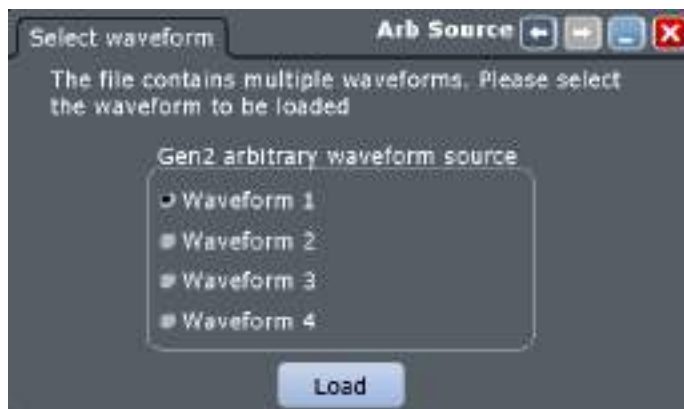 Select waveform
Arb Source
The file contains multiple waveforms. Please select
the waveform to be loaded
Gen2 arbitrary waveform source
Waveform 1
Waveform 2
Waveform 3
Waveform 4
Load